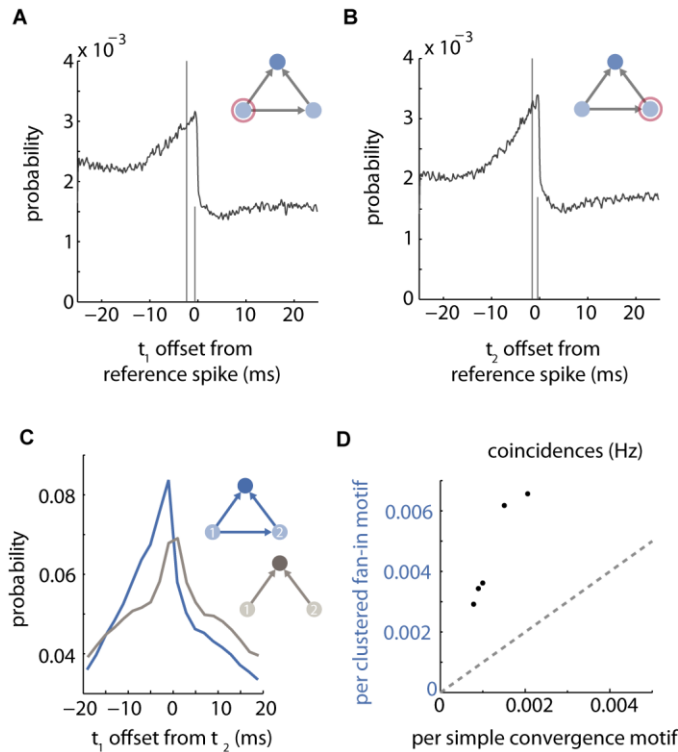 A
x 10⁻³
4
3
2
1
0
probability
−20 −10 0 10 20
t₁ offset from
reference spike (ms)
B
x 10⁻³
4
3
2
1
0
probability
−20 −10 0 10 20
t₂ offset from
reference spike (ms)
C
0.08
0.06
0.04
probability
1 2
1 2
−20 −10 0 10 20
t₁ offset from t₂ (ms)
D
coincidences (Hz)
per clustered fan-in motif
0.006
0.004
0.002
0
0 0.002 0.004
per simple convergence motif